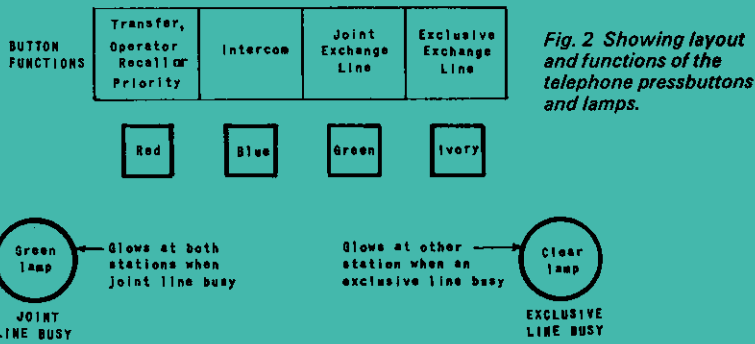 BUTTON
FUNCTIONS
Transfer,
Operator
Recall or
Priority
Intercom
Joint
Exchange
Line
Exclusive
Exchange
Line
Fig. 2 Showing layout
and functions of the
telephone pressbuttons
and lamps.
Red
Blue
Green
Ivory
Green
lamp
Glows at both
stations when
joint line busy
JOINT
LINE BUSY
Glows at other
station when an
exclusive line busy
Clear
lamp
EXCLUSIVE
LINE BUSY